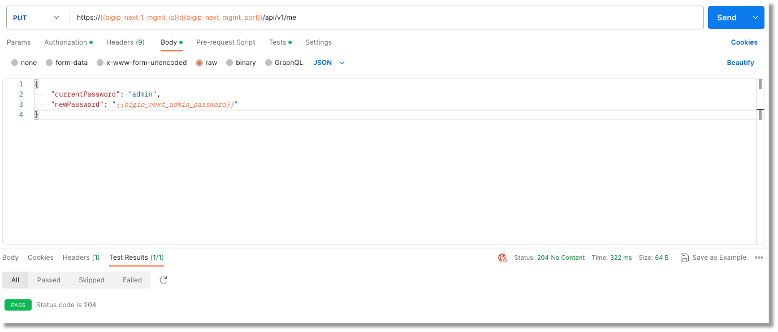 PUT https://{{bigip_next_1_mgmt_ip}}:{{bigip_next_mgmt_port}}/api/v1/me Send
Params Authorization Headers (9) Body Pre-request Script Tests Settings Cookies
none form-data x-www-form-urlencoded raw binary GraphQL JSON Beautify
1 {
2 "currentPassword": "admin",
3 "newPassword": "{{bigip_next_admin_password}}"
4 }
Body Cookies Headers (1) Test Results (1/1) Status: 204 No Content Time: 322 ms Size: 64 B Save as Example
All Passed Skipped Failed
PASS Status code is 204